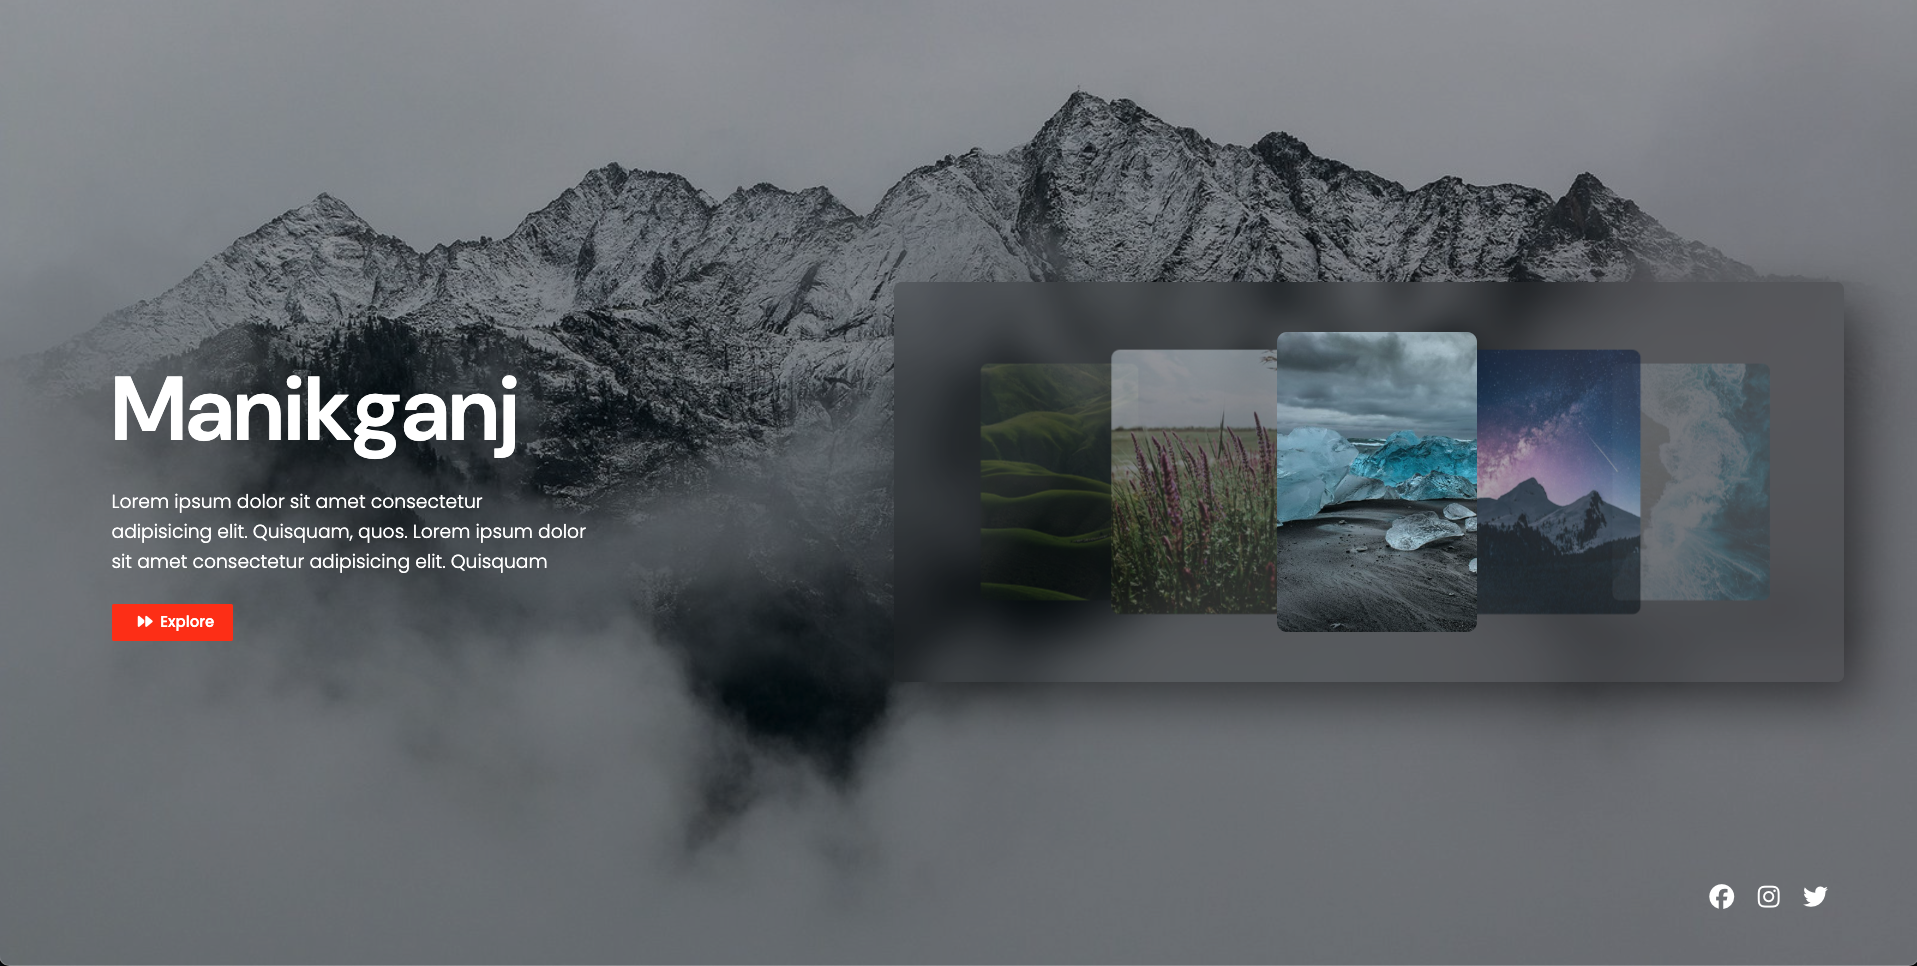 Manikganj
Lorem ipsum dolor sit amet consectetur
adipisicing elit. Quisquam, quos. Lorem ipsum dolor
sit amet consectetur adipisicing elit. Quisquam
Explore